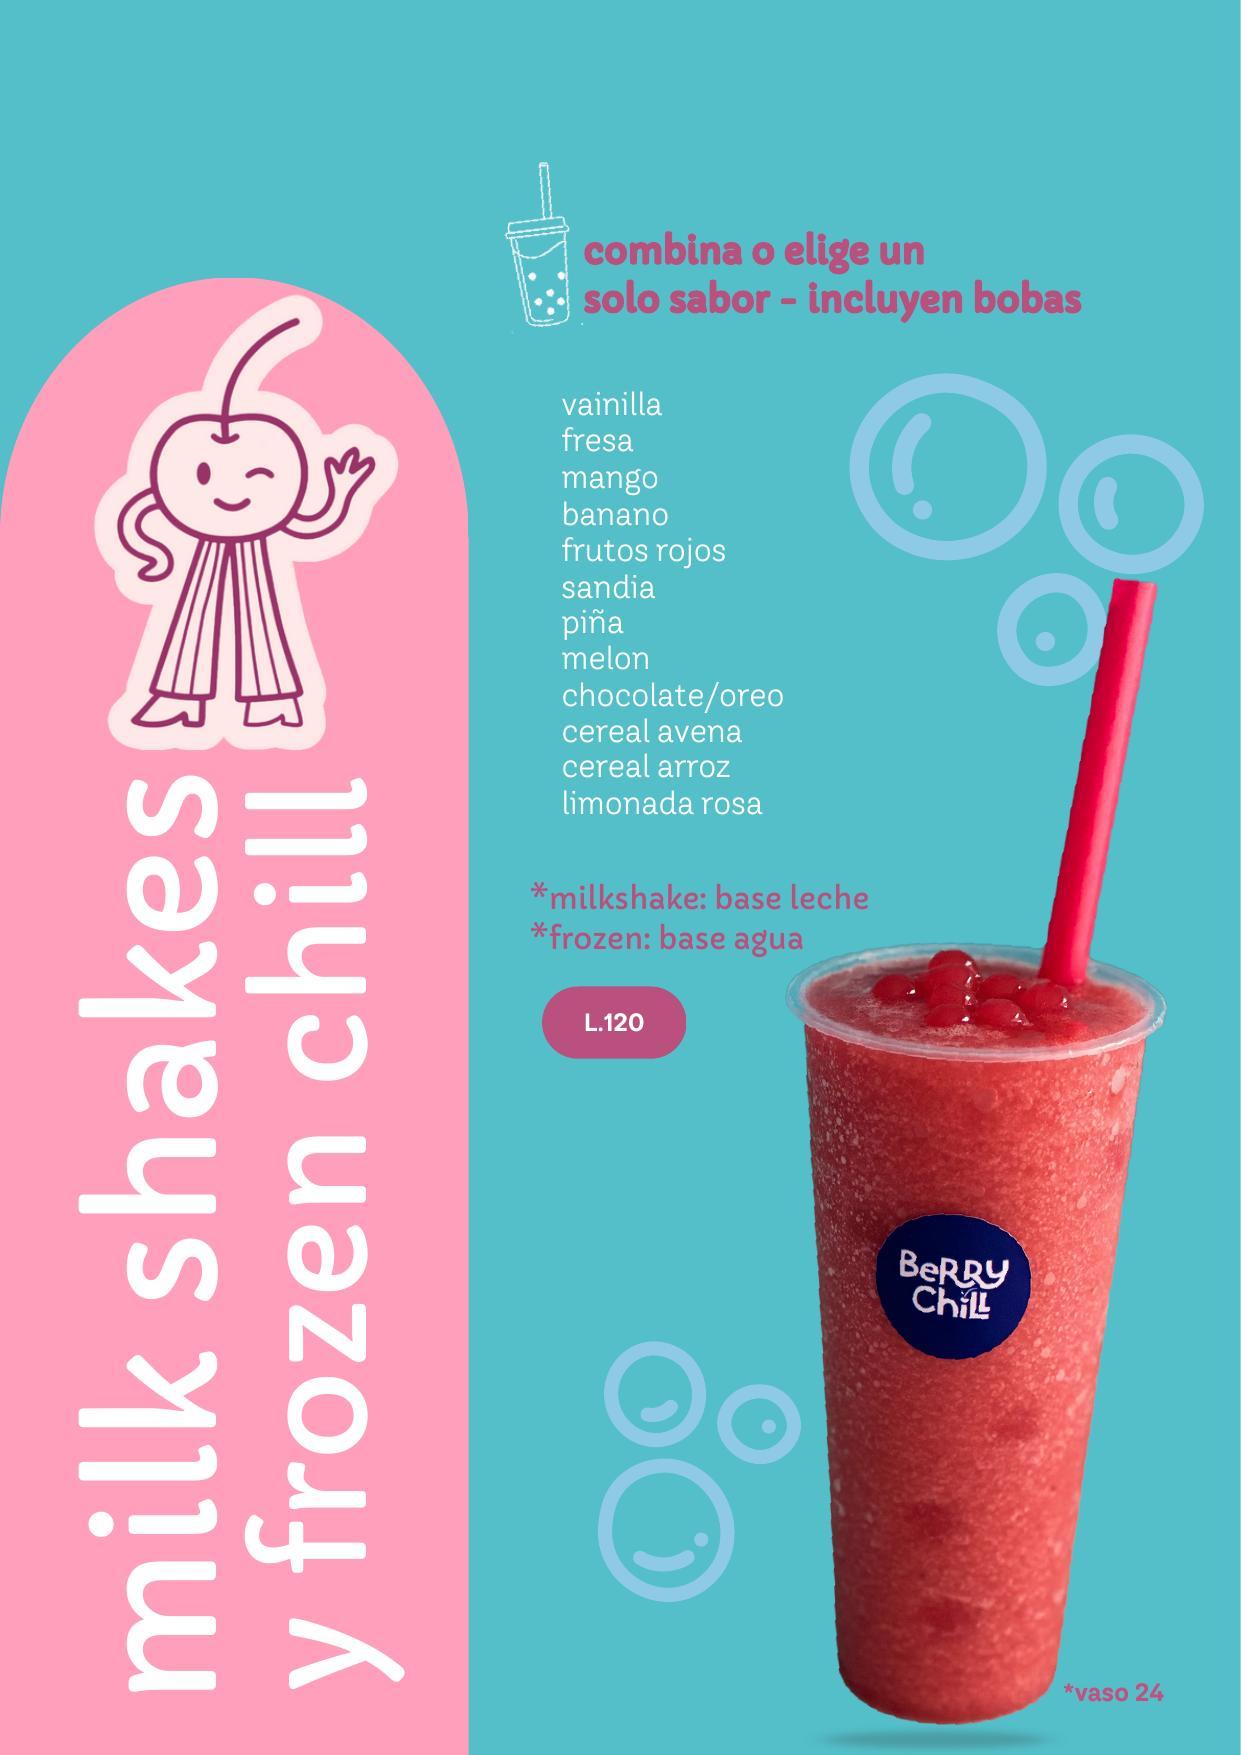 combina o elige un
solo sabor - incluyen bobas
vainilla
fresa
mango
banano
frutos rojos
sandia
piña
melon
chocolate/oreo
cereal avena
cereal arroz
limonada rosa
*milkshake: base leche
*frozen: base agua
L.120
milk shakes
y frozen chill
BeRRy
ChiLL
*vaso 24